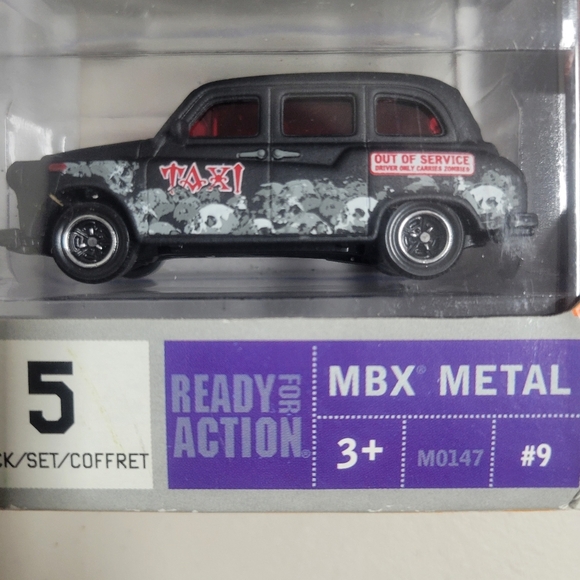 TAXI
OUT OF SERVICE
DRIVER ONLY CARRIES ZOMBIES
5
CK/SET/COFFRET
READY FOR ACTION®
MBX® METAL
3+
M0147
#9